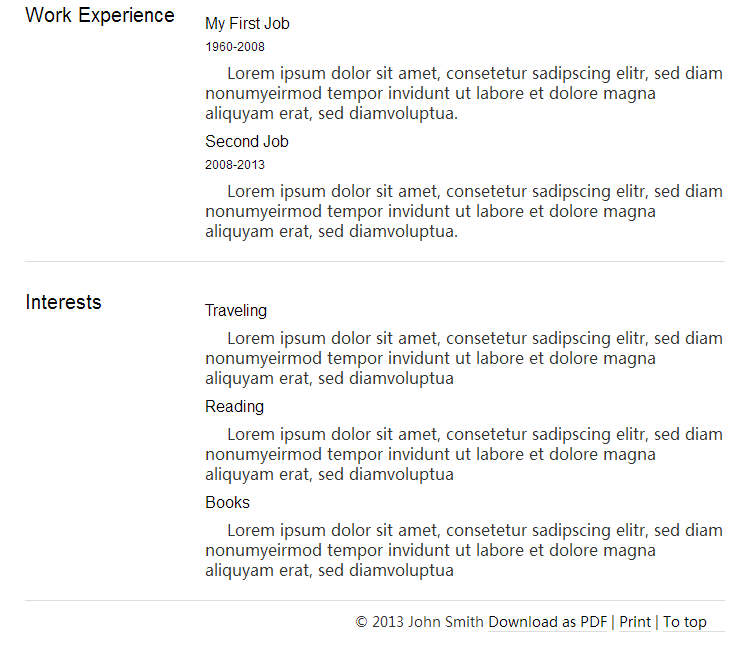 Work Experience
My First Job
1960-2008
Lorem ipsum dolor sit amet, consetetur sadipscing elitr, sed diam
nonumyeirmod tempor invidunt ut labore et dolore magna
aliquyam erat, sed diamvoluptua.
Second Job
2008-2013
Lorem ipsum dolor sit amet, consetetur sadipscing elitr, sed diam
nonumyeirmod tempor invidunt ut labore et dolore magna
aliquyam erat, sed diamvoluptua.
Interests
Traveling
Lorem ipsum dolor sit amet, consetetur sadipscing elitr, sed diam
nonumyeirmod tempor invidunt ut labore et dolore magna
aliquyam erat, sed diamvoluptua
Reading
Lorem ipsum dolor sit amet, consetetur sadipscing elitr, sed diam
nonumyeirmod tempor invidunt ut labore et dolore magna
aliquyam erat, sed diamvoluptua
Books
Lorem ipsum dolor sit amet, consetetur sadipscing elitr, sed diam
nonumyeirmod tempor invidunt ut labore et dolore magna
aliquyam erat, sed diamvoluptua
© 2013 John Smith Download as PDF | Print | To top